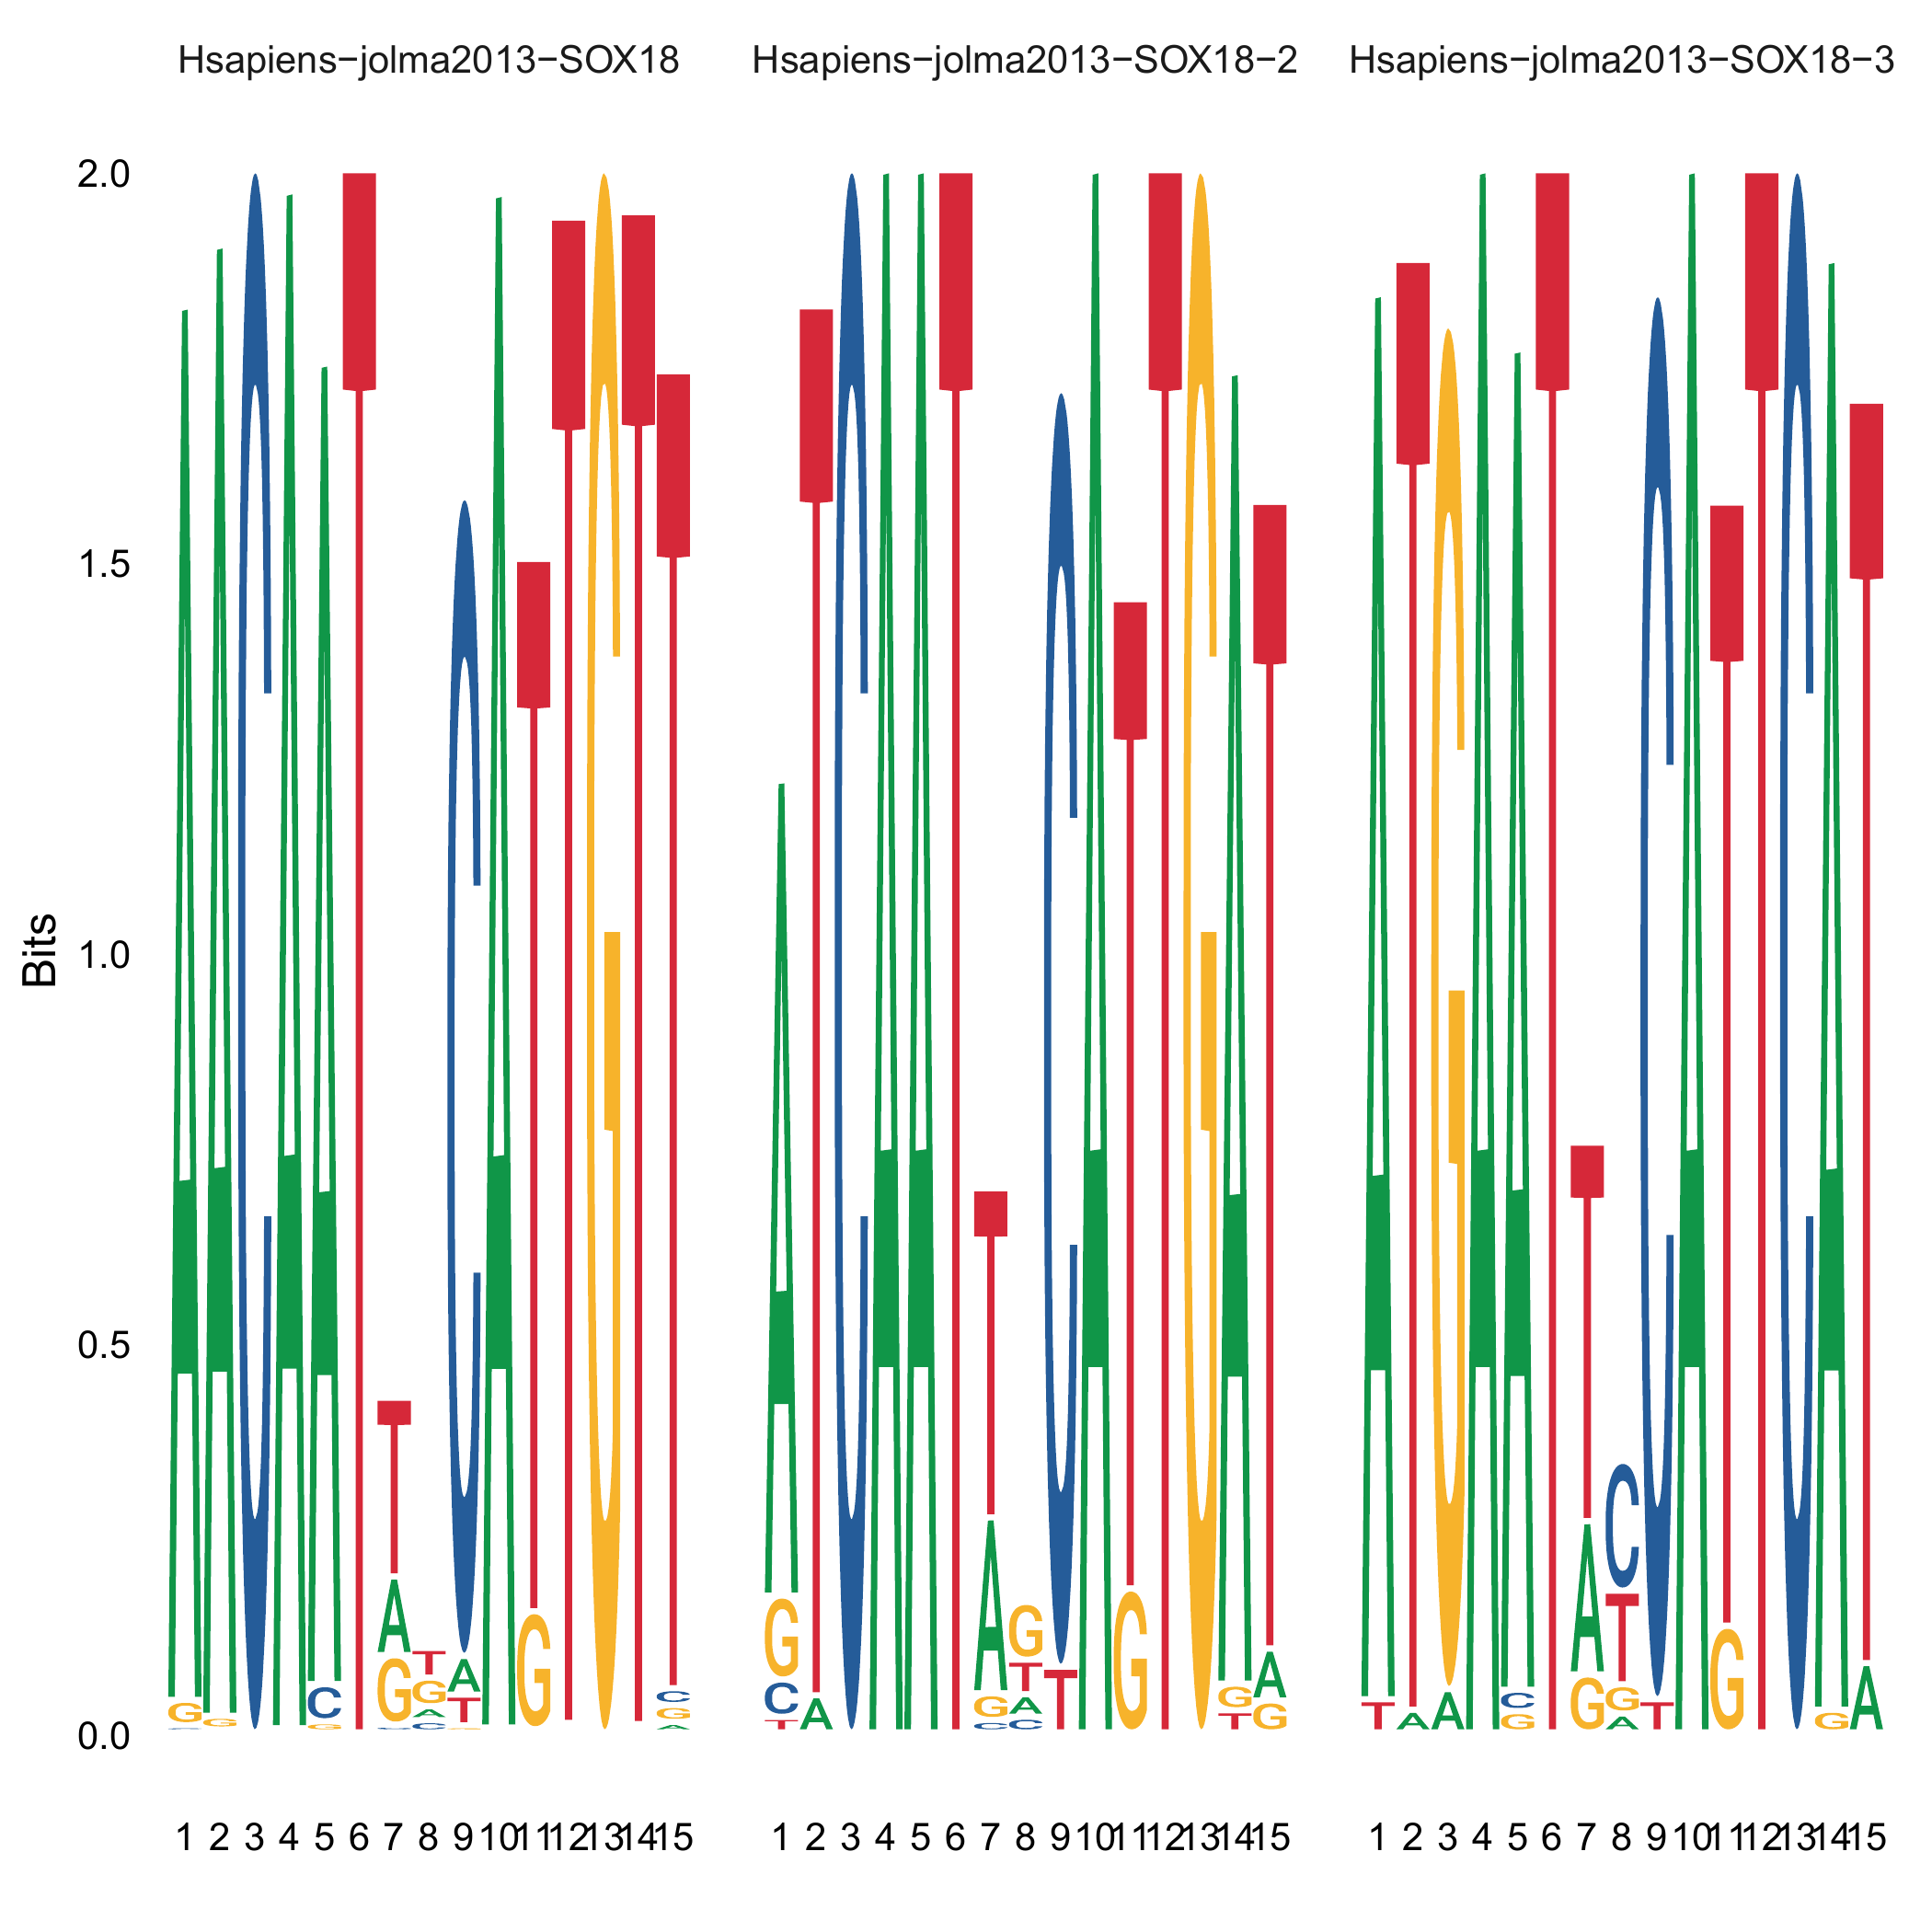 Hsapiens−jolma2013−SOX18 Hsapiens−jolma2013−SOX18−2 Hsapiens−jolma2013−SOX18−3
2.0
1.5
1.0
0.5
0.0
Bits
1 2 3 4 5 6 7 8 9 10 11 12 13 14 15 1 2 3 4 5 6 7 8 9 10 11 12 13 14 15 1 2 3 4 5 6 7 8 9 10 11 12 13 14 15